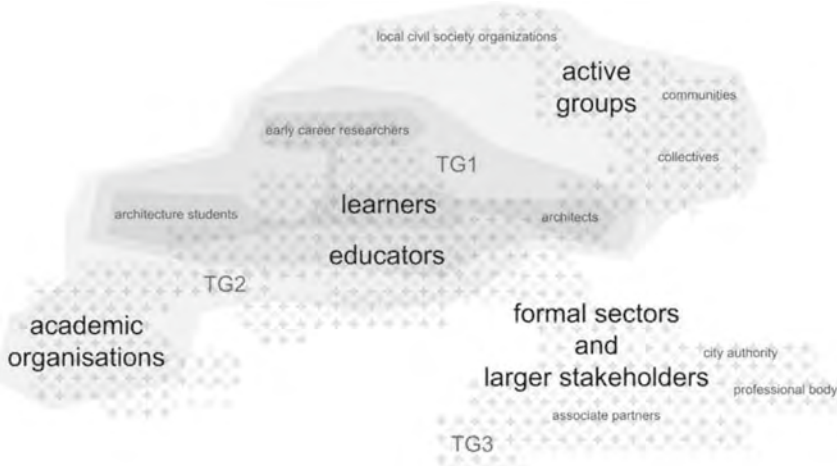 local civil society organizations
active
groups
communities
early career researchers
collectives
TG1
learners
architecture students
architects
educators
TG2
academic
organisations
formal sectors
and
larger stakeholders
city authority
professional body
associate partners
TG3